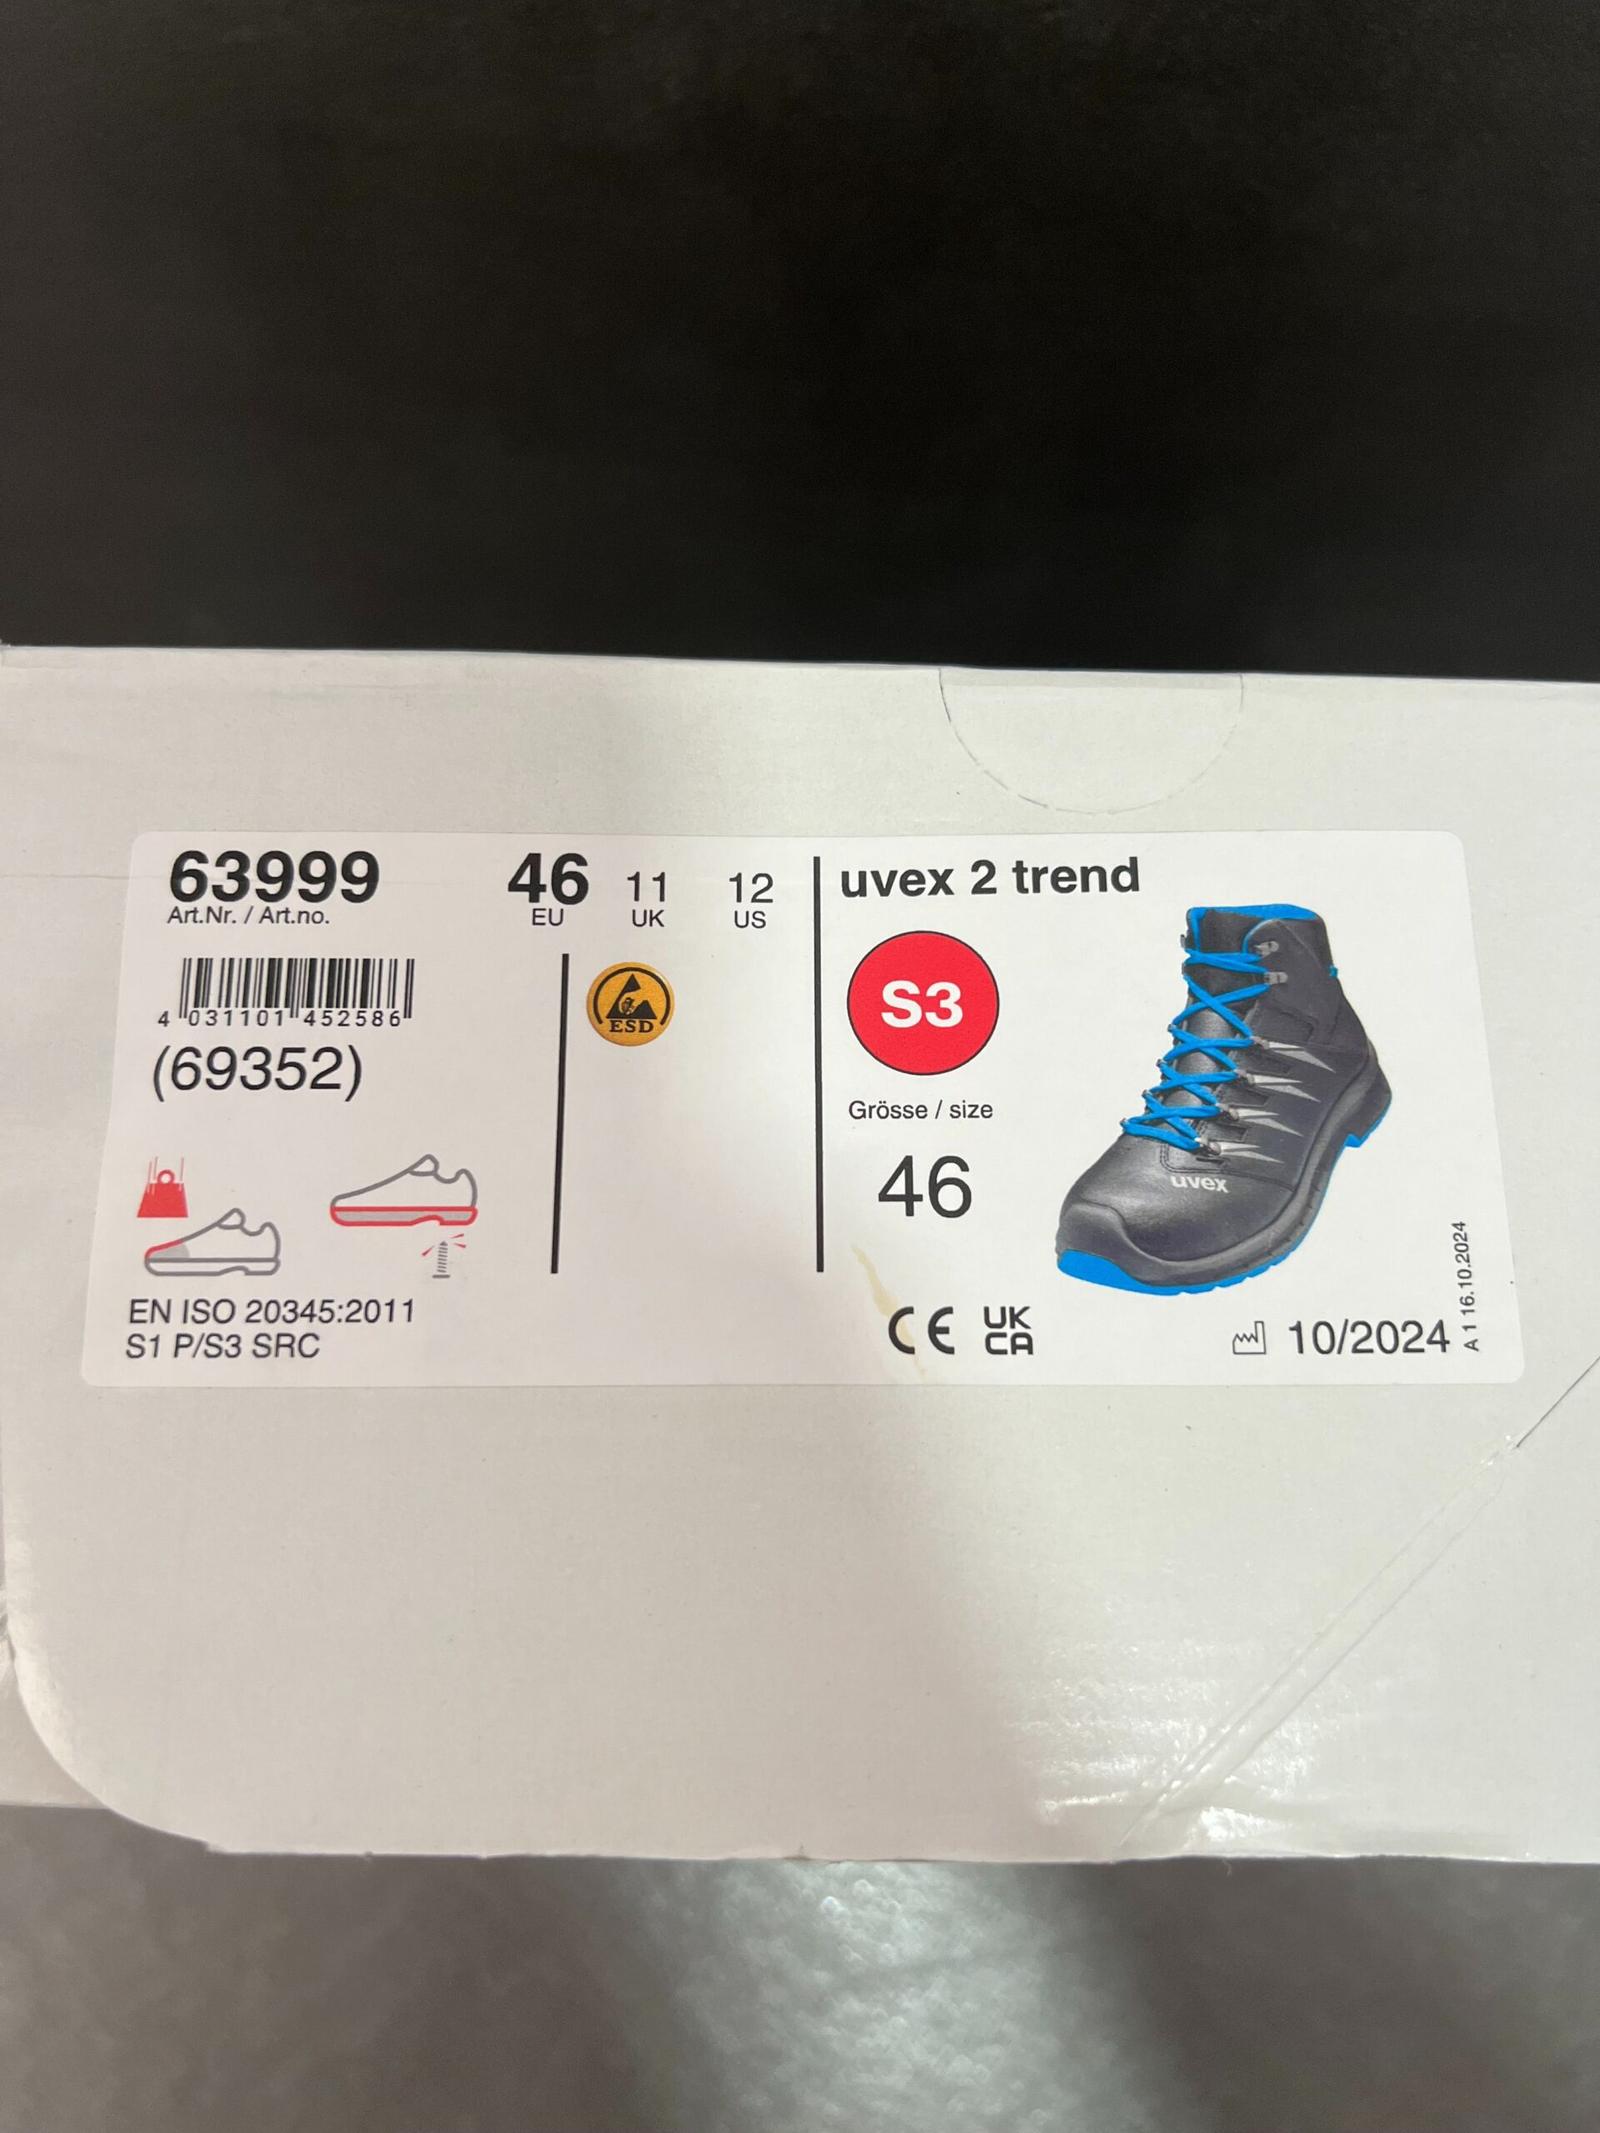 63999
Art.Nr. / Art.no.
46 11 12
EU UK US
4 031101 452586
(69352)
EN ISO 20345:2011
S1 P/S3 SRC
ESD
uvex 2 trend
S3
Grösse / size
46
uvex
CE UK CA
10/2024
A 1 16.10.2024